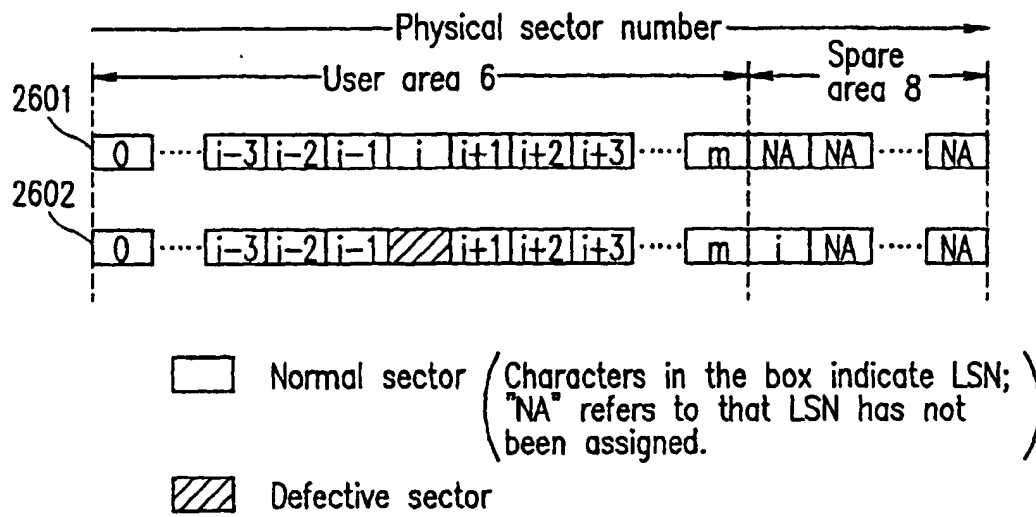 Physical sector number
User area 6
Spare
area 8
2601
0 ..... i-3 i-2 i-1 i i+1 i+2 i+3 ..... m NA NA ..... NA
2602
0 ..... i-3 i-2 i-1 i+1 i+2 i+3 ..... m i NA ..... NA
Normal sector (Characters in the box indicate LSN;
"NA" refers to that LSN has not
been assigned.)
Defective sector